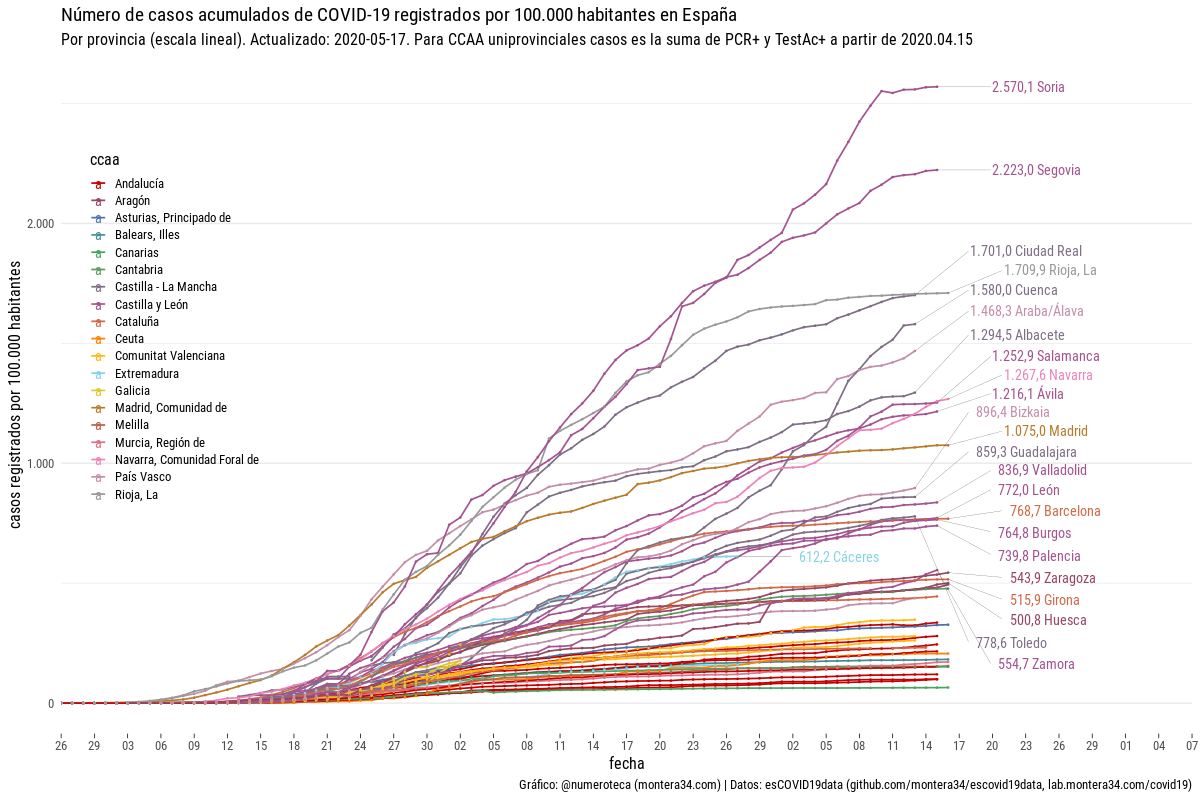 Número de casos acumulados de COVID-19 registrados por 100.000 habitantes en España
Por provincia (escala lineal). Actualizado: 2020-05-17. Para CCAA uniprovinciales casos es la suma de PCR+ y TestAc+ a partir de 2020.04.15
casos registrados por 100.000 habitantes
2.000
1.000
0
ccaa
Andalucía
Aragón
Asturias, Principado de
Balears, Illes
Canarias
Cantabria
Castilla - La Mancha
Castilla y León
Cataluña
Ceuta
Comunitat Valenciana
Extremadura
Galicia
Madrid, Comunidad de
Melilla
Murcia, Región de
Navarra, Comunidad Foral de
País Vasco
Rioja, La
2.570,1 Soria
2.223,0 Segovia
1.701,0 Ciudad Real
1.709,9 Rioja, La
1.580,0 Cuenca
1.468,3 Araba/Álava
1.294,5 Albacete
1.252,9 Salamanca
1.267,6 Navarra
1.216,1 Ávila
896,4 Bizkaia
1.075,0 Madrid
859,3 Guadalajara
836,9 Valladolid
772,0 León
768,7 Barcelona
764,8 Burgos
739,8 Palencia
612,2 Cáceres
543,9 Zaragoza
515,9 Girona
500,8 Huesca
778,6 Toledo
554,7 Zamora
26 29 03 06 09 12 15 18 21 24 27 30 02 05 08 11 14 17 20 23 26 29 02 05 08 11 14 17 20 23 26 29 01 04 07
fecha
Gráfico: @numeroteca (montera34.com) | Datos: esCOVID19data (github.com/montera34/escovid19data, lab.montera34.com/covid19)